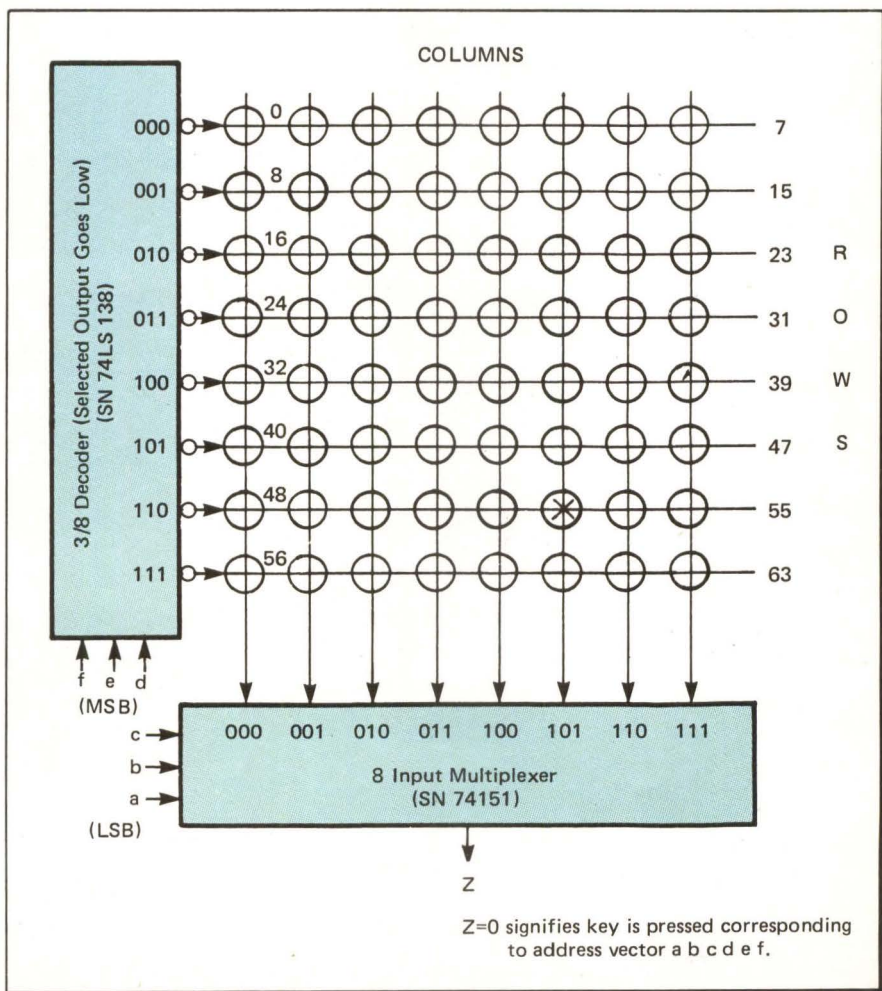 COLUMNS
3/8 Decoder (Selected Output Goes Low)
(SN 74LS 138)
000 0 7
001 8 15
010 16 23 R
011 24 31 O
100 32 39 W
101 40 47 S
110 48 55
111 56 63
f e d
(MSB)
c
b
a
(LSB)
000 001 010 011 100 101 110 111
8 Input Multiplexer
(SN 74151)
Z
Z=0 signifies key is pressed corresponding
to address vector a b c d e f.